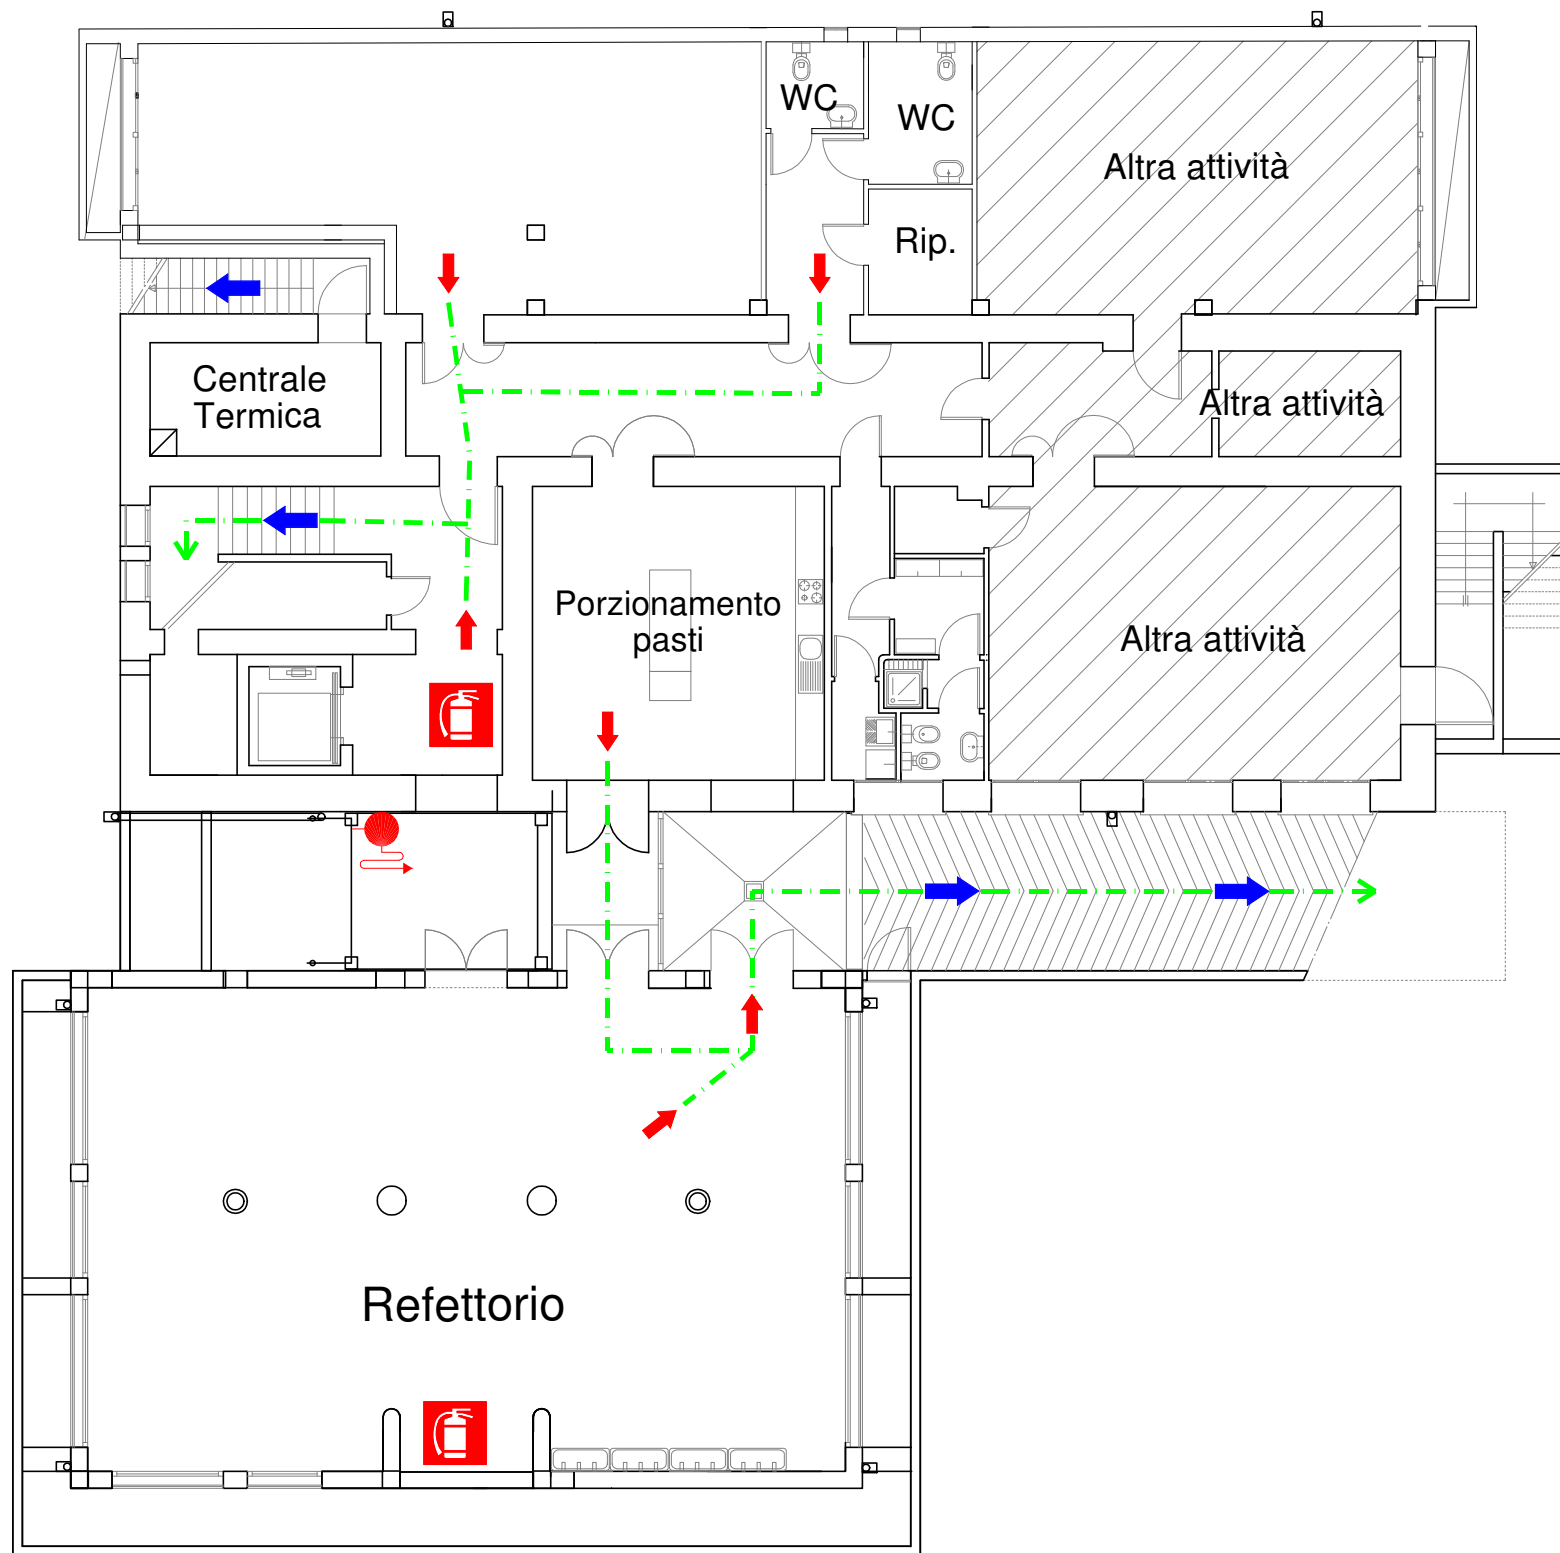 WC
WC
Altra attività
Rip.
Centrale
Termica
Altra attività
Porzionamento
pasti
Altra attività
Refettorio